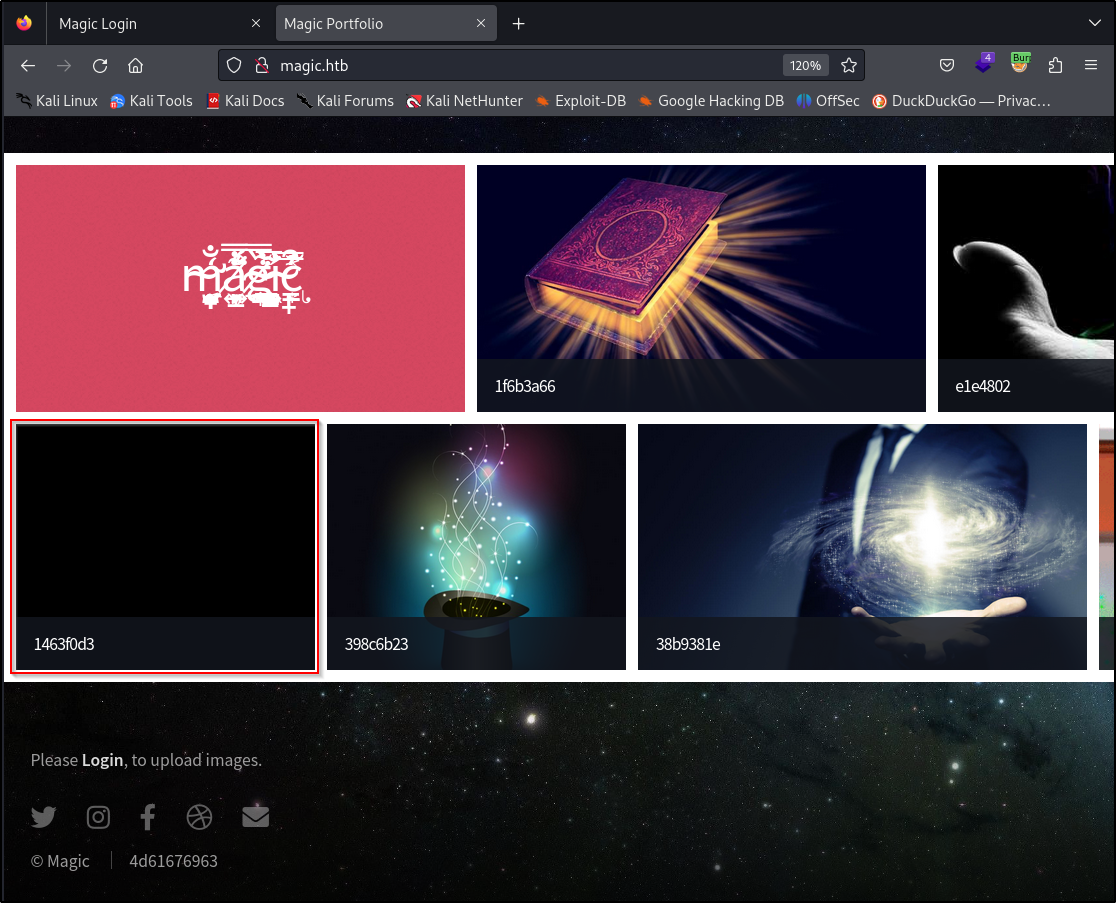 Magic Login
Magic Portfolio
magic.htb
120%
4
Bur
Kali Linux
Kali Tools
Kali Docs
Kali Forums
Kali NetHunter
Exploit-DB
Google Hacking DB
OffSec
DuckDuckGo — Privac…
magic
1f6b3a66
e1e4802
1463f0d3
398c6b23
38b9381e
Please Login, to upload images.
© Magic
4d61676963